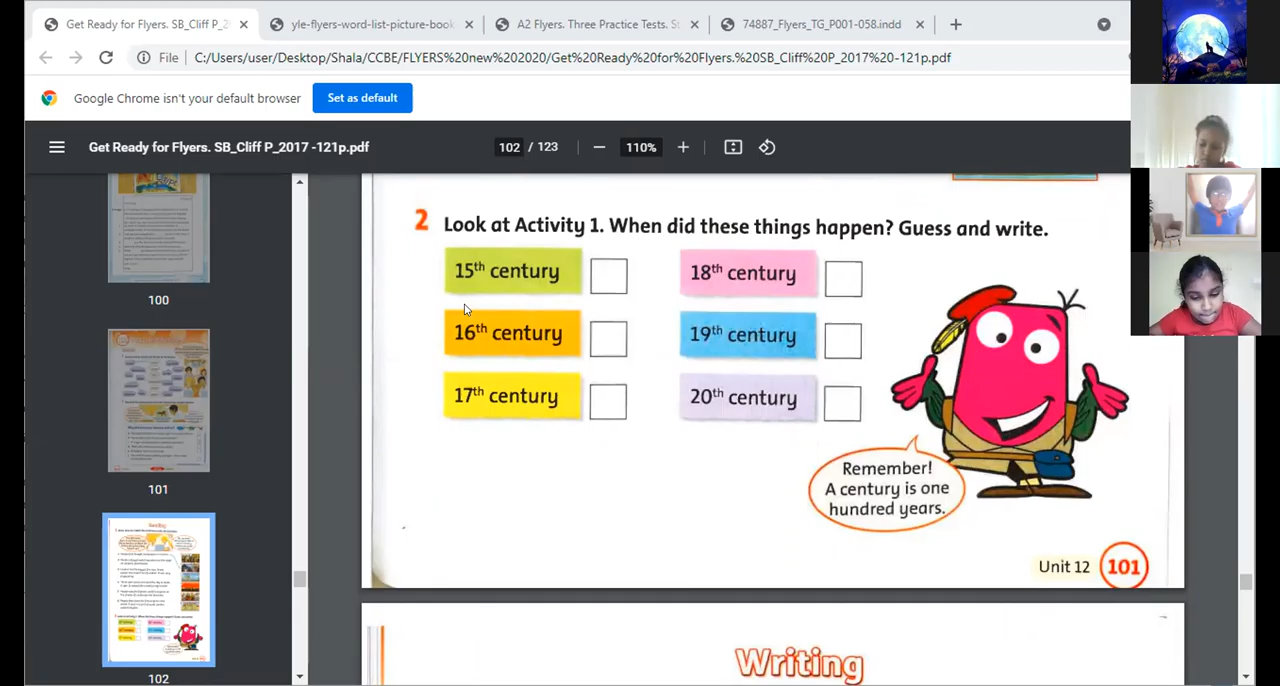 Get Ready for Flyers. SB_Cliff P_2
yle-flyers-word-list-picture-book
A2 Flyers. Three Practice Tests. S
74887_Flyers_TG_P001-058.indd
File
C:/Users/user/Desktop/Shala/CCBE/FLYERS%20new%202020/Get%20Ready%20for%20Flyers.%20SB_Cliff%20P_2017%20-121p.pdf
Google Chrome isn't your default browser
Set as default
Get Ready for Flyers. SB_Cliff P_2017 -121p.pdf
102 / 123
110%
100
101
102
2 Look at Activity 1. When did these things happen? Guess and write.
15th century
18th century
16th century
19th century
17th century
20th century
Remember!
A century is one
hundred years.
Unit 12 101
Writing